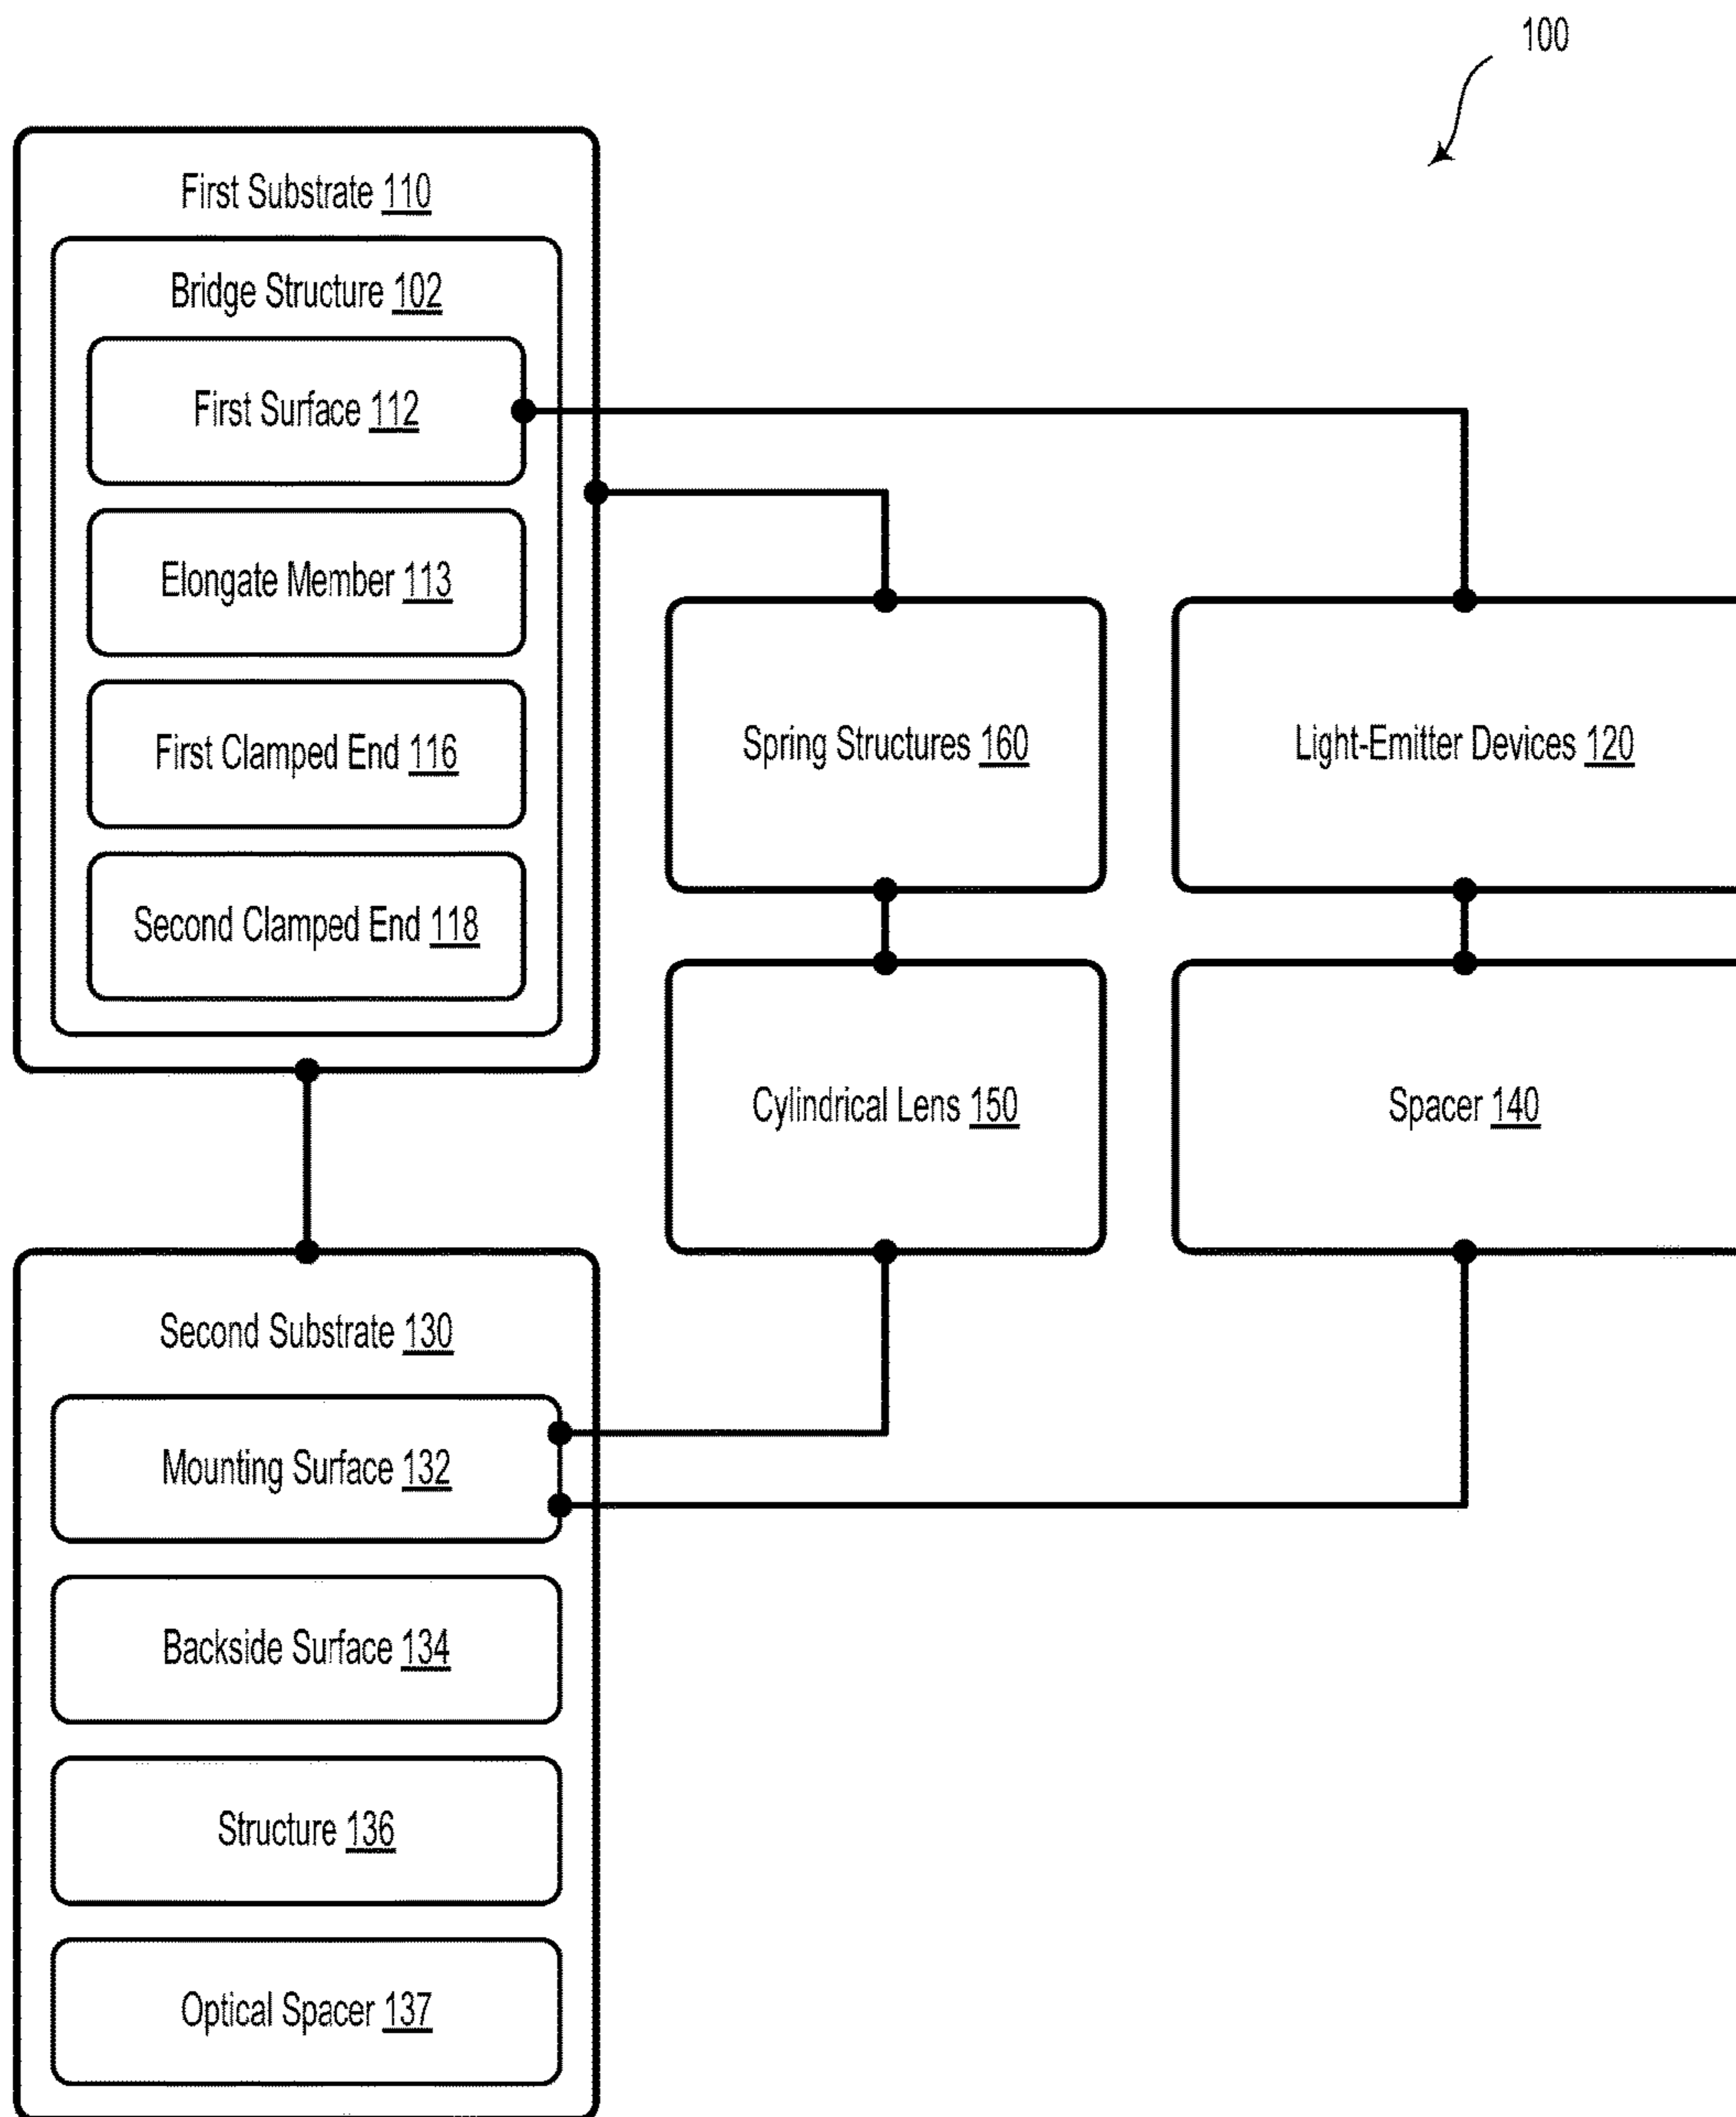 100
First Substrate 110
Bridge Structure 102
First Surface 112
Elongate Member 113
First Clamped End 116
Second Clamped End 118
Spring Structures 160
Light-Emitter Devices 120
Cylindrical Lens 150
Spacer 140
Second Substrate 130
Mounting Surface 132
Backside Surface 134
Structure 136
Optical Spacer 137